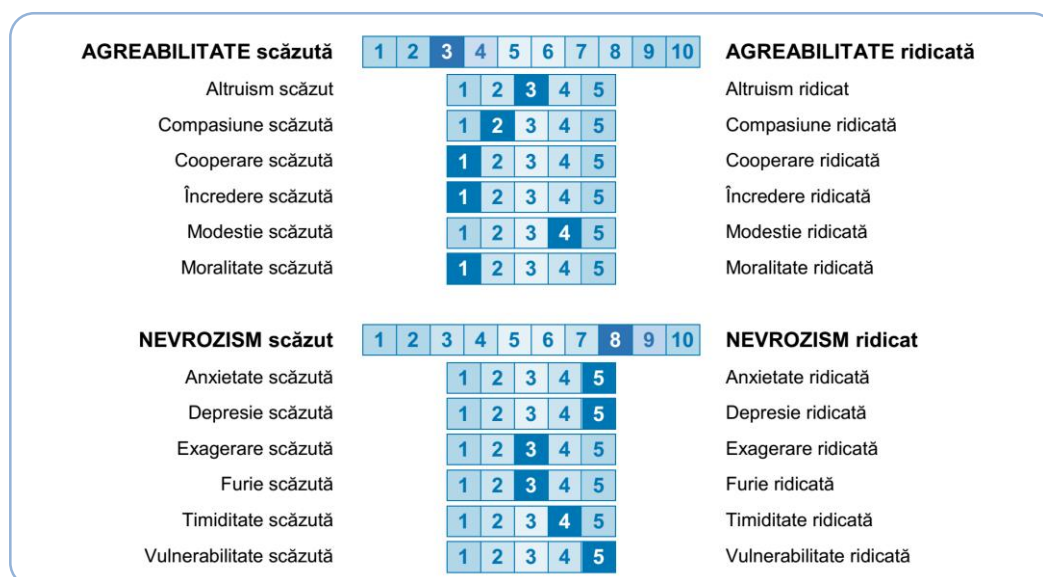 AGREABILITATE scăzută 1 2 3 4 5 6 7 8 9 10 AGREABILITATE ridicată
Altruism scăzut 1 2 3 4 5 Altruism ridicat
Compasiune scăzută 1 2 3 4 5 Compasiune ridicată
Cooperare scăzută 1 2 3 4 5 Cooperare ridicată
Încredere scăzută 1 2 3 4 5 Încredere ridicată
Modestie scăzută 1 2 3 4 5 Modestie ridicată
Moralitate scăzută 1 2 3 4 5 Moralitate ridicată
NEVROZISM scăzut 1 2 3 4 5 6 7 8 9 10 NEVROZISM ridicat
Anxietate scăzută 1 2 3 4 5 Anxietate ridicată
Depresie scăzută 1 2 3 4 5 Depresie ridicată
Exagerare scăzută 1 2 3 4 5 Exagerare ridicată
Furie scăzută 1 2 3 4 5 Furie ridicată
Timiditate scăzută 1 2 3 4 5 Timiditate ridicată
Vulnerabilitate scăzută 1 2 3 4 5 Vulnerabilitate ridicată